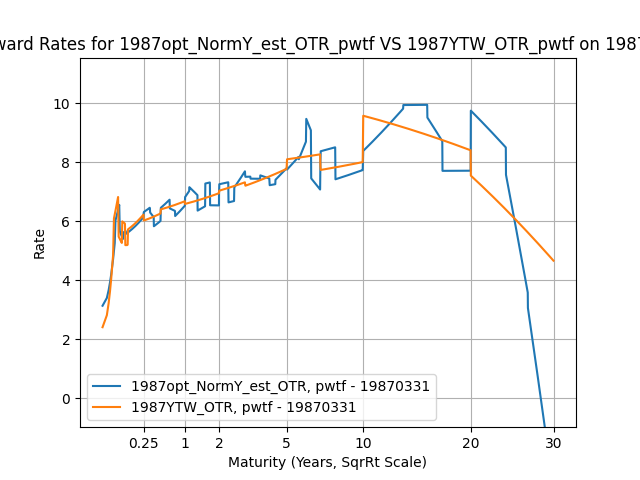 ward Rates for 1987opt_NormY_est_OTR_pwtf VS 1987YTW_OTR_pwtf on 1987
10
8
6
4
2
0
Rate
1987opt_NormY_est_OTR, pwtf - 19870331
1987YTW_OTR, pwtf - 19870331
0.25 1 2 5 10 20 30
Maturity (Years, SqrRt Scale)